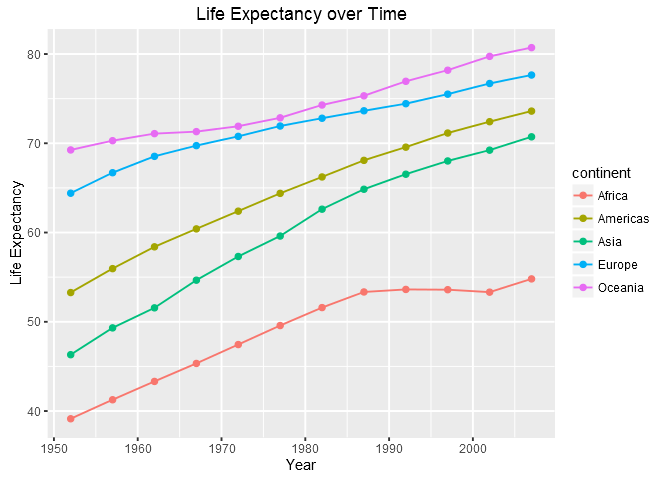 Life Expectancy over Time
Life Expectancy
80
70
60
50
40
1950 1960 1970 1980 1990 2000
Year
continent
Africa
Americas
Asia
Europe
Oceania